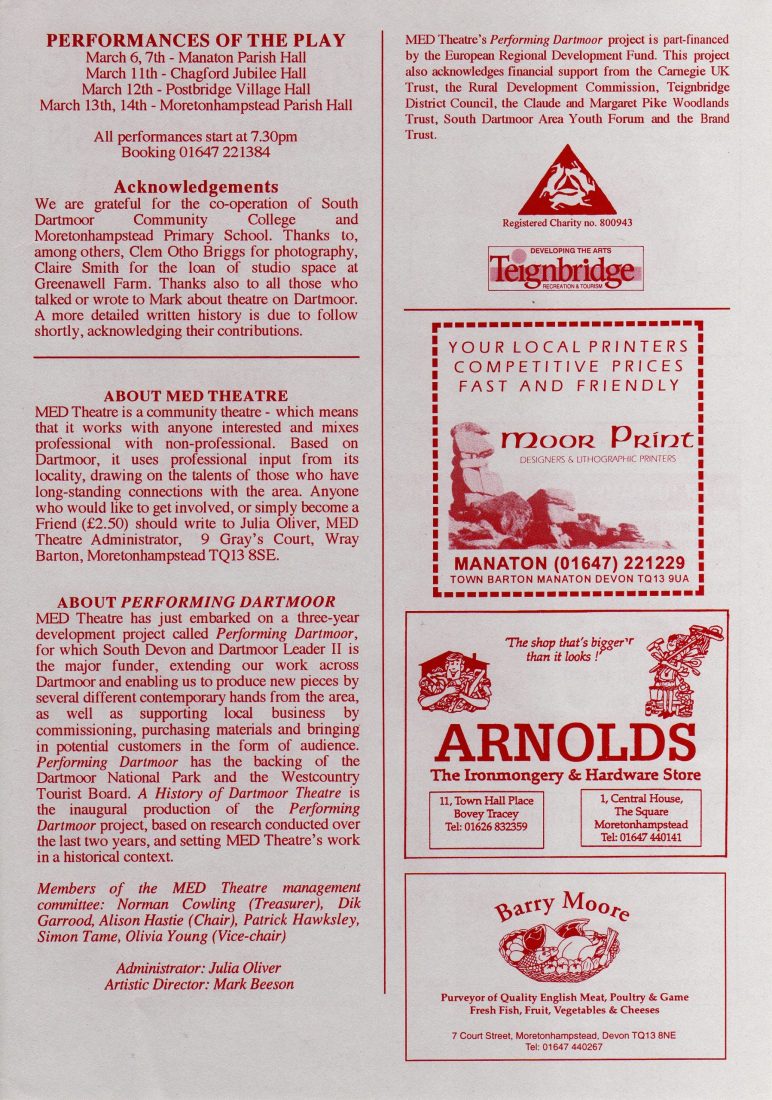 PERFORMANCES OF THE PLAY
March 6, 7th - Manaton Parish Hall
March 11th - Chagford Jubilee Hall
March 12th - Postbridge Village Hall
March 13th, 14th - Moretonhampstead Parish Hall
All performances start at 7.30pm
Booking 01647 221384
Acknowledgements
We are grateful for the co-operation of South
Dartmoor Community College and
Moretonhampstead Primary School. Thanks to,
among others, Clem Otho Briggs for photography,
Claire Smith for the loan of studio space at
Greenawell Farm. Thanks also to all those who
talked or wrote to Mark about theatre on Dartmoor.
A more detailed written history is due to follow
shortly, acknowledging their contributions.
ABOUT MED THEATRE
MED Theatre is a community theatre - which means
that it works with anyone interested and mixes
professional with non-professional. Based on
Dartmoor, it uses professional input from its
locality, drawing on the talents of those who have
long-standing connections with the area. Anyone
who would like to get involved, or simply become a
Friend (£2.50) should write to Julia Oliver, MED
Theatre Administrator, 9 Gray's Court, Wray
Barton, Moretonhampstead TQ13 8SE.
ABOUT PERFORMING DARTMOOR
MED Theatre has just embarked on a three-year
development project called Performing Dartmoor,
for which South Devon and Dartmoor Leader II is
the major funder, extending our work across
Dartmoor and enabling us to produce new pieces by
several different contemporary hands from the area,
as well as supporting local business by
commissioning, purchasing materials and bringing
in potential customers in the form of audience.
Performing Dartmoor has the backing of the
Dartmoor National Park and the Westcountry
Tourist Board. A History of Dartmoor Theatre is
the inaugural production of the Performing
Dartmoor project, based on research conducted over
the last two years, and setting MED Theatre's work
in a historical context.
Members of the MED Theatre management
committee: Norman Cowling (Treasurer), Dik
Garrood, Alison Hastie (Chair), Patrick Hawksley,
Simon Tame, Olivia Young (Vice-chair)
Administrator: Julia Oliver
Artistic Director: Mark Beeson
MED Theatre's Performing Dartmoor project is part-financed
by the European Regional Development Fund. This project
also acknowledges financial support from the Carnegie UK
Trust, the Rural Development Commission, Teignbridge
District Council, the Claude and Margaret Pike Woodlands
Trust, South Dartmoor Area Youth Forum and the Brand
Trust.
Registered Charity no. 800943
DEVELOPING THE ARTS
Teignbridge
RECREATION & TOURISM
YOUR LOCAL PRINTERS
COMPETITIVE PRICES
FAST AND FRIENDLY
Moor Print
DESIGNERS & LITHOGRAPHIC PRINTERS
MANATON (01647) 221229
TOWN BARTON MANATON DEVON TQ13 9UA
'The shop that's bigger
than it looks !'
ARNOLDS
The Ironmongery & Hardware Store
11, Town Hall Place
Bovey Tracey
Tel: 01626 832359
1, Central House,
The Square
Moretonhampstead
Tel: 01647 440141
Barry Moore
Purveyor of Quality English Meat, Poultry & Game
Fresh Fish, Fruit, Vegetables & Cheeses
7 Court Street, Moretonhampstead, Devon TQ13 8NE
Tel: 01647 440267